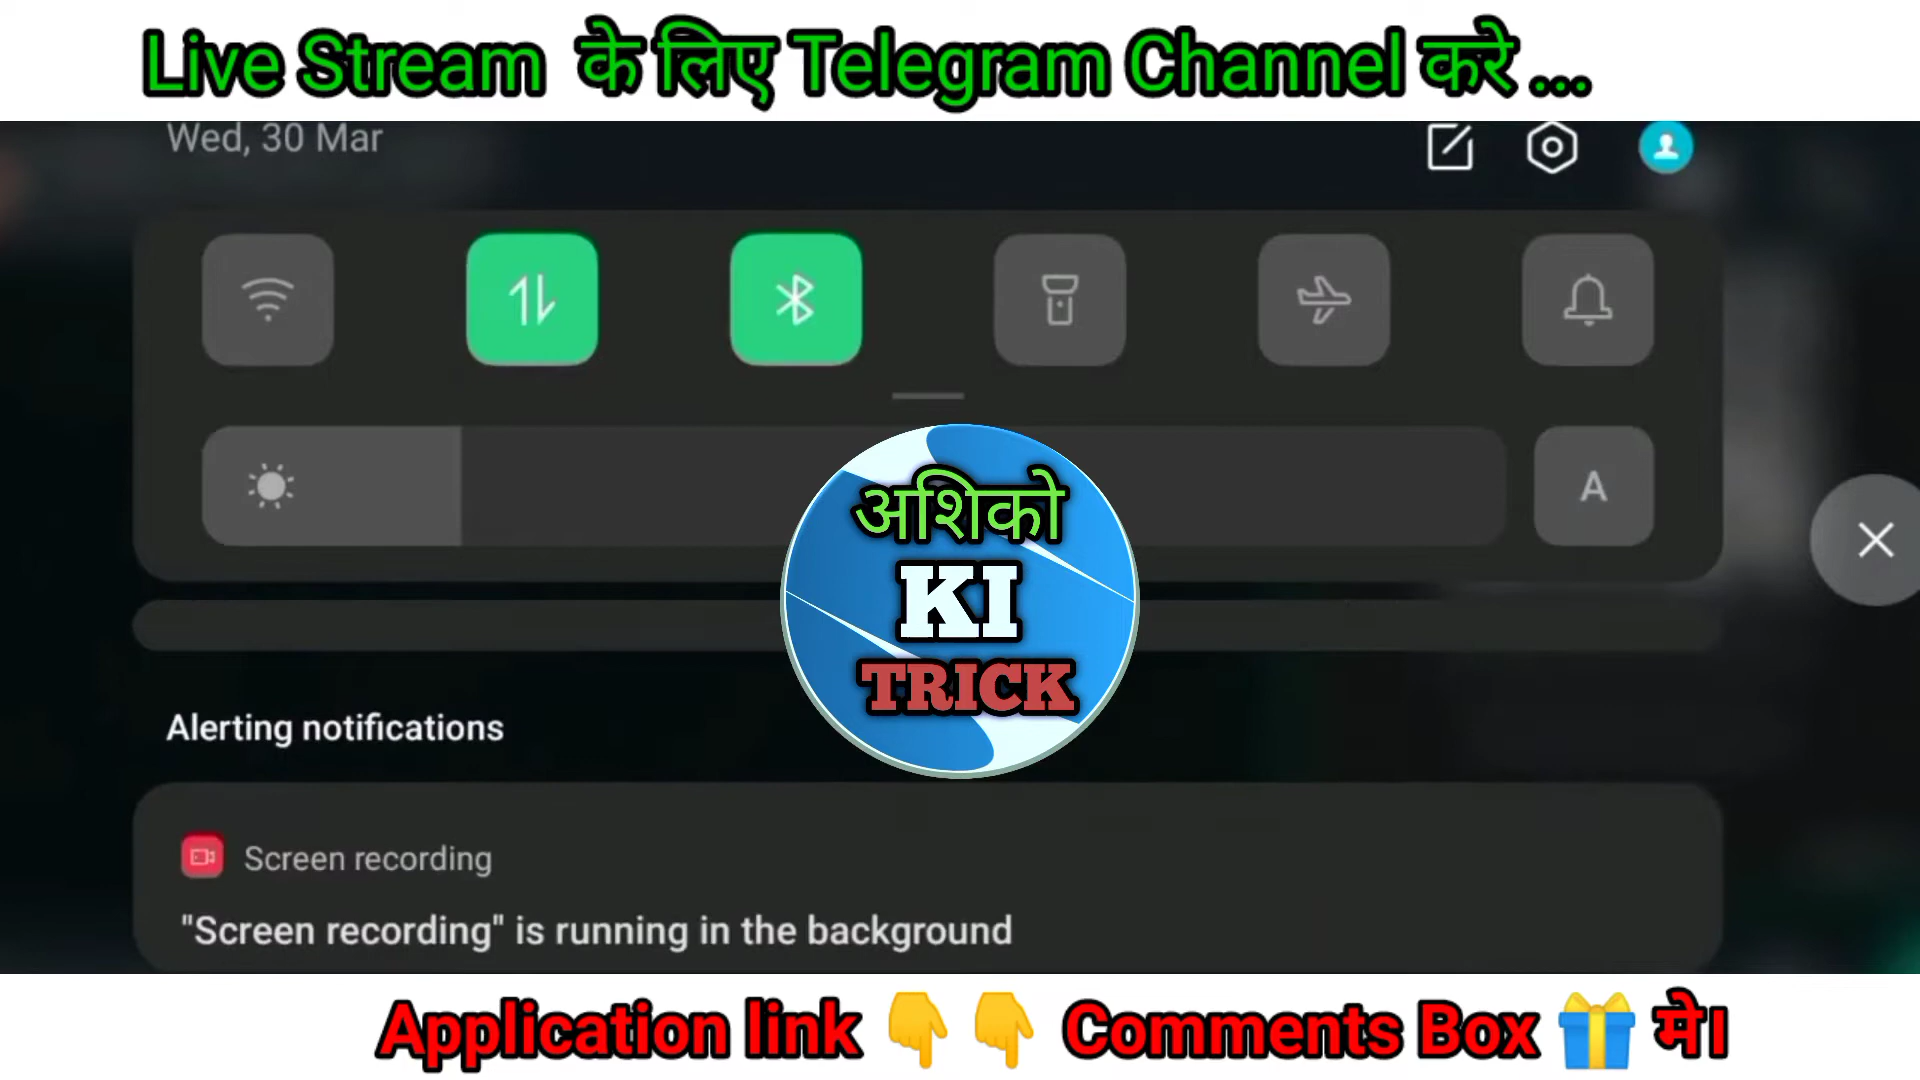 Live Stream के लिए Telegram Channel करे ...
Wed, 30 Mar
A
अशिको
KI
TRICK
Alerting notifications
Screen recording
"Screen recording" is running in the background
Application link 👇👇 Comments Box 🎁 मे।